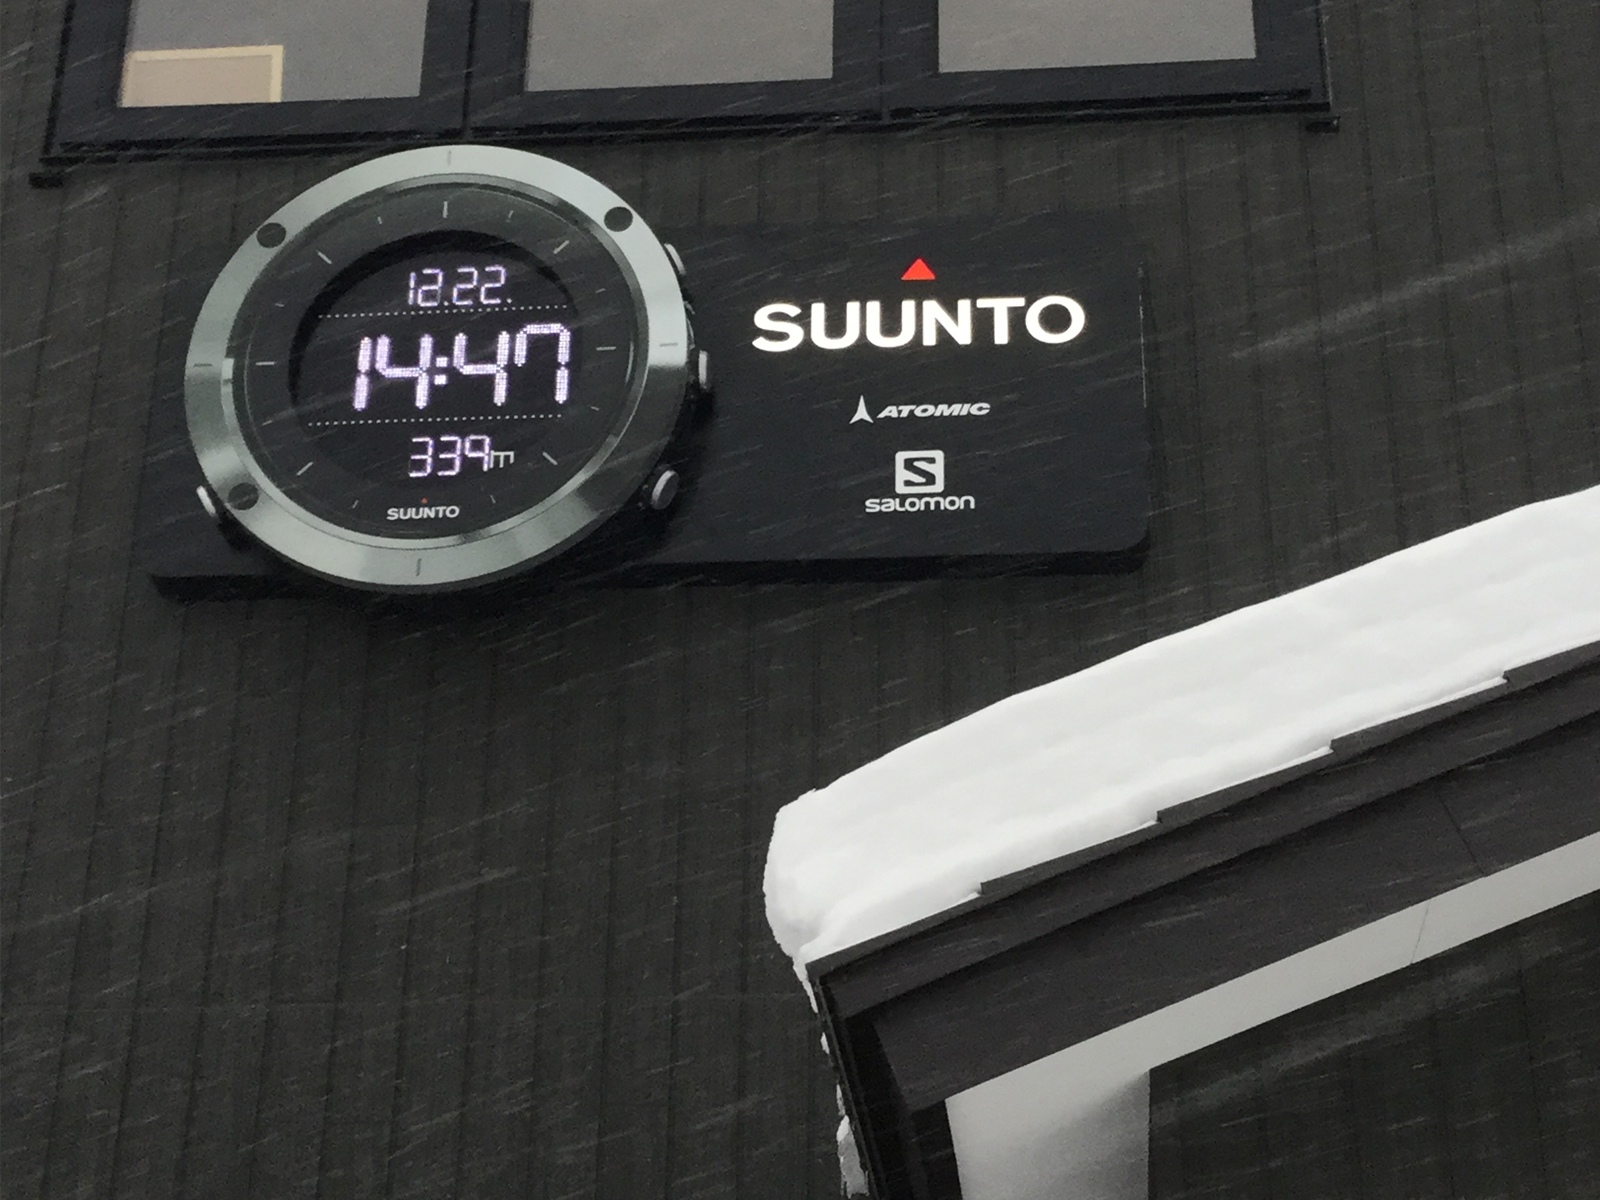 12.22.
14:47
339m
SUUNTO
SUUNTO
ATOMIC
S
SALOMON